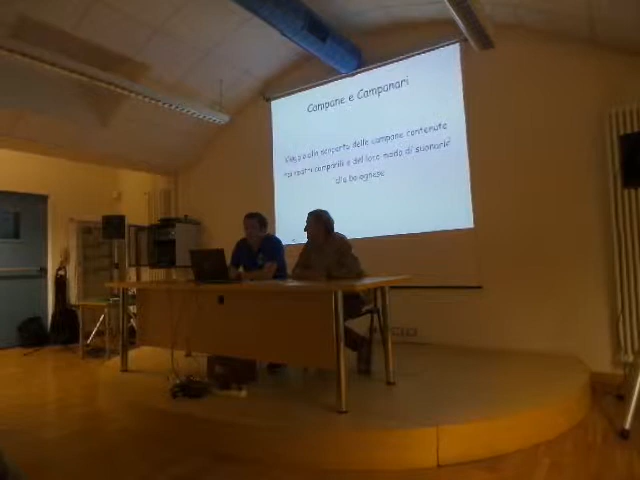 Campane e Campanari
Viaggio alla scoperta delle campane contenute
nei nostri campanili e del loro modo di suonarle
alla bolognese